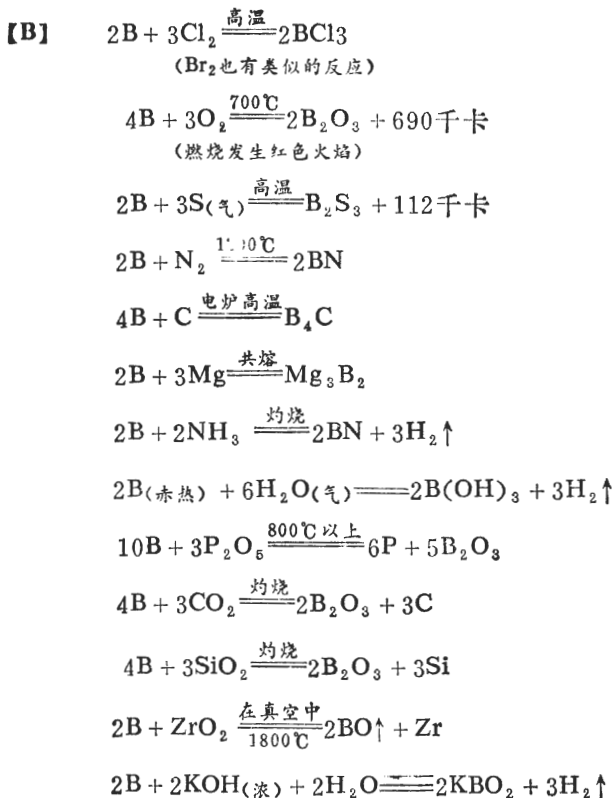 【B】 2B + 3Cl₂ ══高温══ 2BCl3
(Br₂也有类似的反应)
4B + 3O₂ ══700℃══ 2B₂O₃ + 690千卡
(燃烧发生红色火焰)
2B + 3S(气) ══高温══ B₂S₃ + 112千卡
2B + N₂ ══ 2BN
4B + C ══电炉高温══ B₄C
2B + 3Mg ══共熔══ Mg₃B₂
2B + 2NH₃ ══灼烧══ 2BN + 3H₂↑
2B(赤热) + 6H₂O(气) ══ 2B(OH)₃ + 3H₂↑
10B + 3P₂O₅ ══800℃以上══ 6P + 5B₂O₃
4B + 3CO₂ ══灼烧══ 2B₂O₃ + 3C
4B + 3SiO₂ ══灼烧══ 2B₂O₃ + 3Si
2B + ZrO₂ ══在真空中 1800℃══ 2BO↑ + Zr
2B + 2KOH(浓) + 2H₂O ══ 2KBO₂ + 3H₂↑